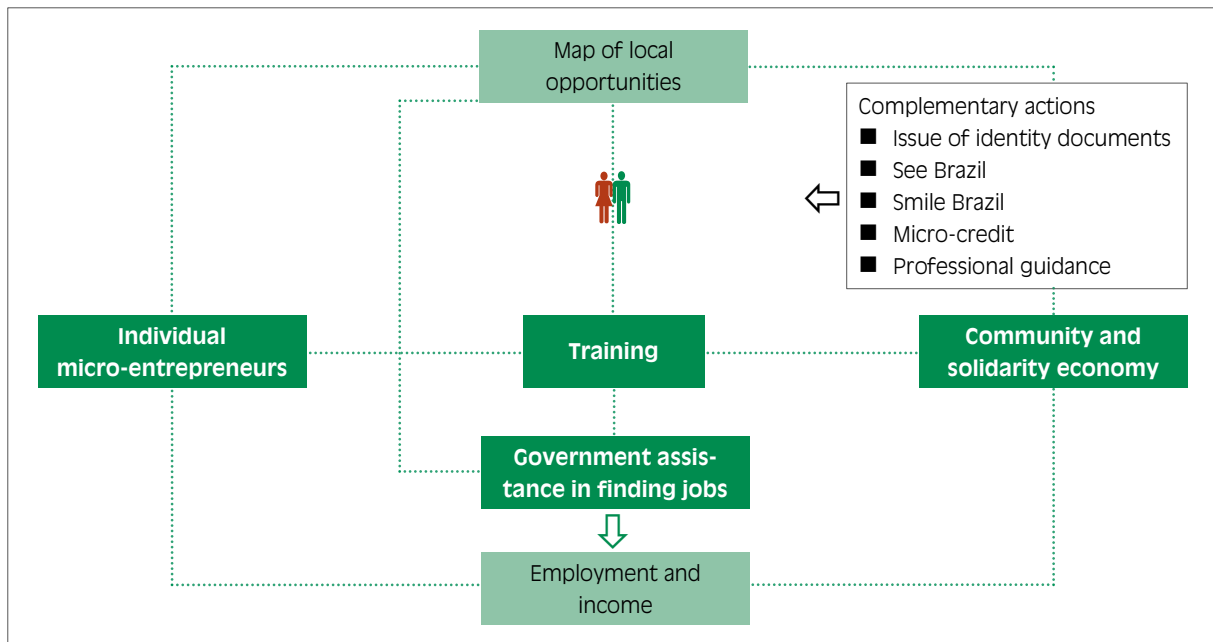 Map of local
opportunities
Complementary actions
■ Issue of identity documents
■ See Brazil
■ Smile Brazil
■ Micro-credit
■ Professional guidance
Individual
micro-entrepreneurs
Training
Community and
solidarity economy
Government assis-
tance in finding jobs
Employment and
income